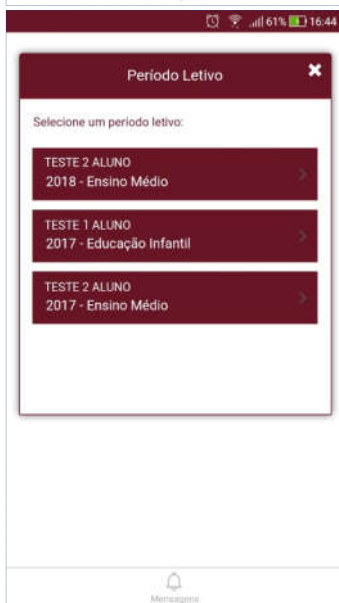 61% 16:44
Período Letivo
Selecione um período letivo:
TESTE 2 ALUNO
2018 - Ensino Médio
TESTE 1 ALUNO
2017 - Educação Infantil
TESTE 2 ALUNO
2017 - Ensino Médio
Mensagens